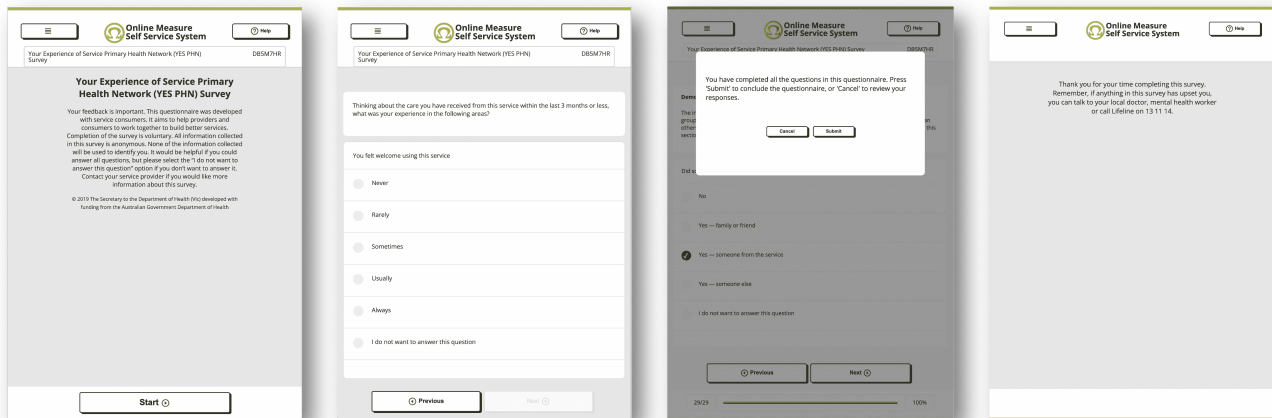 Online Measure
Self Service System
Help
Your Experience of Service Primary Health Network (YES PHN)
Survey
DB5M7HR
Your Experience of Service Primary
Health Network (YES PHN) Survey
Your feedback is important. This questionnaire was developed
with service consumers. It aims to help providers and
consumers to work together to build better services.
Completion of the survey is voluntary. All information collected
in this survey is anonymous. None of the information collected
will be used to identify you. It would be helpful if you could
answer all questions, but please select the "I do not want to
answer this question" option if you don't want to answer it.
Contact your service provider if you would like more
information about this survey.
© 2019 The Secretary to the Department of Health (Vic) developed with
funding from the Australian Government Department of Health
Start
Online Measure
Self Service System
Help
Your Experience of Service Primary Health Network (YES PHN)
Survey
DB5M7HR
Thinking about the care you have received from this service within the last 3 months or less,
what was your experience in the following areas?
You felt welcome using this service
Never
Rarely
Sometimes
Usually
Always
I do not want to answer this question
Previous
Next
Online Measure
Self Service System
Help
Your Experience of Service Primary Health Network (YES PHN) Survey
DB5M7HR
You have completed all the questions in this questionnaire. Press
'Submit' to conclude the questionnaire, or 'Cancel' to review your
responses.
Cancel
Submit
No
Yes — family or friend
Yes — someone from the service
Yes — someone else
I do not want to answer this question
Previous
Next
29/29
100%
Online Measure
Self Service System
Help
Thank you for your time completing this survey.
Remember, if anything in this survey has upset you,
you can talk to your local doctor, mental health worker
or call Lifeline on 13 11 14.